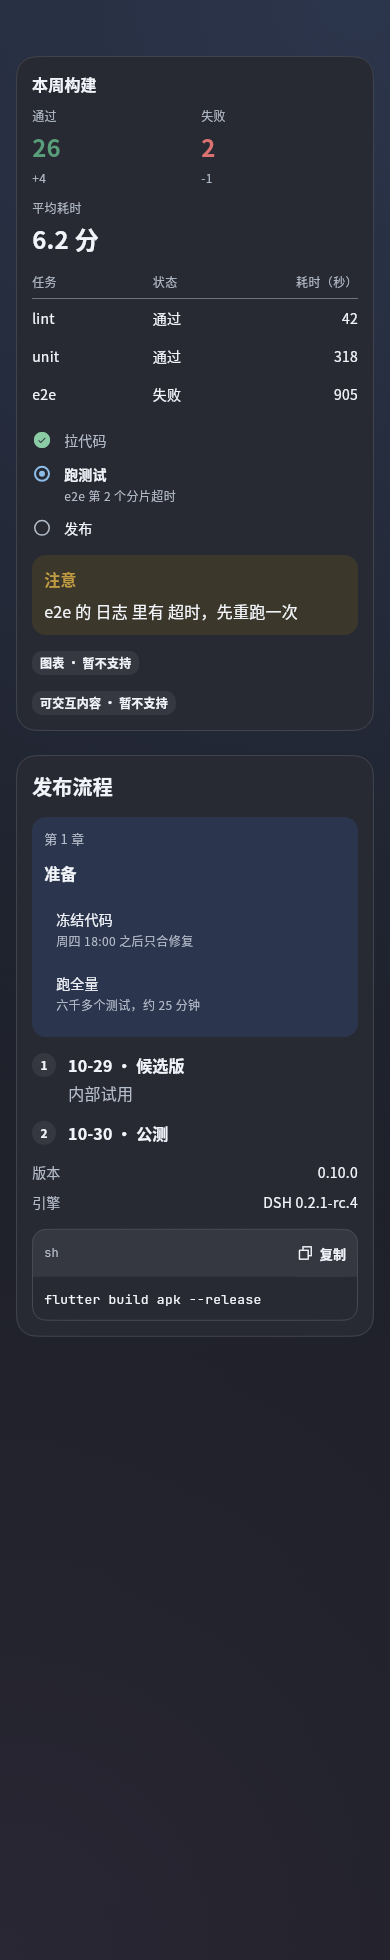 本周构建
通过 失败
26 2
+4 -1
平均耗时
6.2 分
任务 状态 耗时（秒）
lint 通过 42
unit 通过 318
e2e 失败 905
拉代码
跑测试
e2e 第 2 个分片超时
发布
注意
e2e 的 日志 里有 超时，先重跑一次
图表 · 暂不支持
可交互内容 · 暂不支持
发布流程
第 1 章
准备
冻结代码
周四 18:00 之后只合修复
跑全量
六千多个测试，约 25 分钟
1 10-29 · 候选版
内部试用
2 10-30 · 公测
版本 0.10.0
引擎 DSH 0.2.1-rc.4
sh 复制
flutter build apk --release